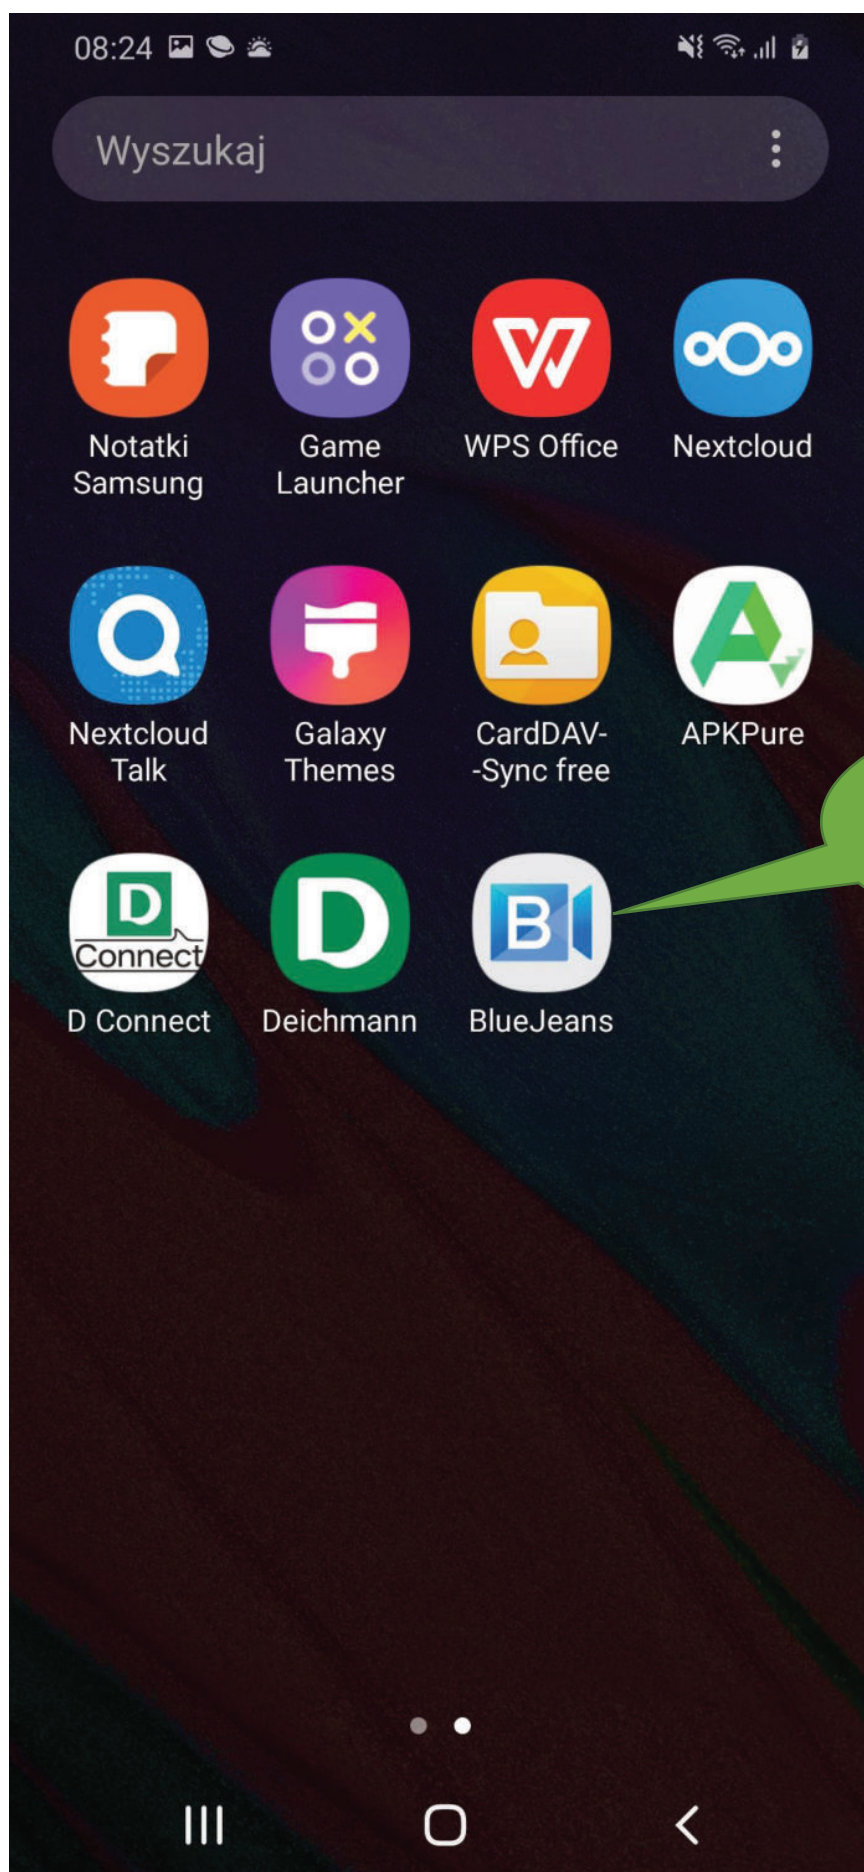 08:24
Wyszukaj
Notatki
Samsung
Game
Launcher
WPS Office
Nextcloud
Nextcloud
Talk
Galaxy
Themes
CardDAV-
-Sync free
APKPure
D
Connect
D Connect
D
Deichmann
B
BlueJeans